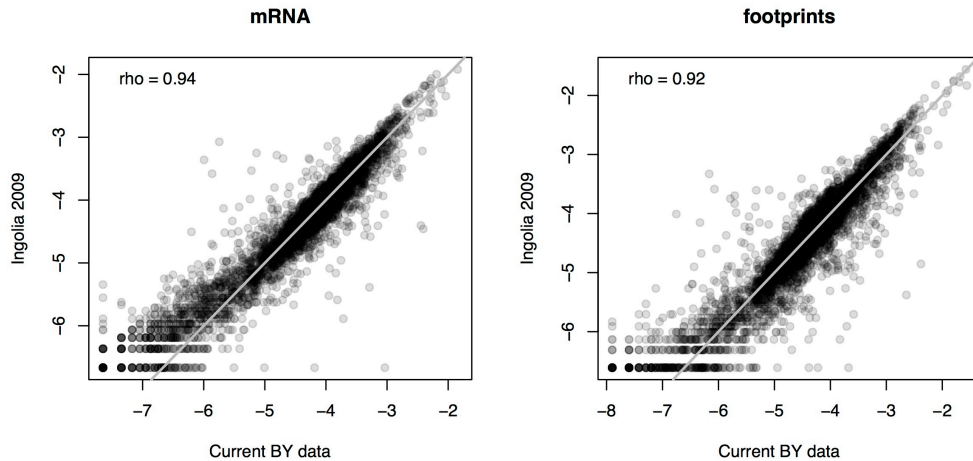 mRNA
rho = 0.94
Ingolia 2009
−2
−3
−4
−5
−6
−7 −6 −5 −4 −3 −2
Current BY data
footprints
rho = 0.92
Ingolia 2009
−2
−3
−4
−5
−6
−8 −7 −6 −5 −4 −3 −2
Current BY data